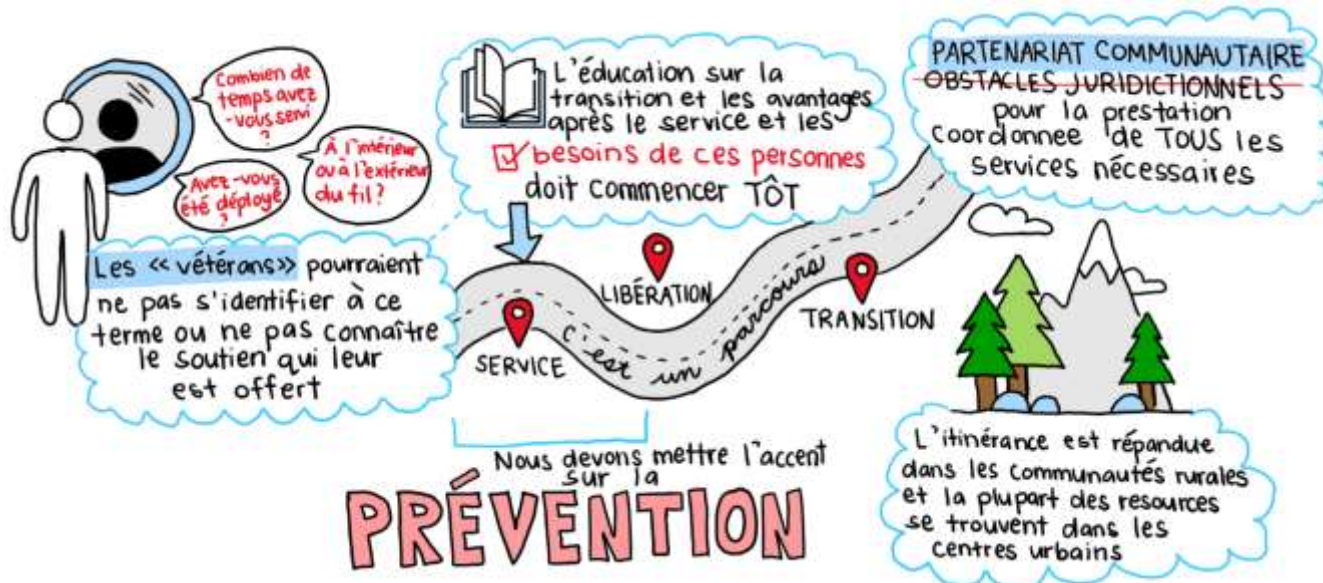 Combien de
temps avez
-vous servi
?
À l'intérieur
ou à l'extérieur
du fil?
Avez-vous
été déployé
?
Les «vétérans» pourraient
ne pas s'identifier à ce
terme ou ne pas connaître
le soutien qui leur
est offert
L'éducation sur la
transition et les avantages
après le service et les
besoins de ces personnes
doit commencer TÔT
PARTENARIAT COMMUNAUTAIRE
OBSTACLES JURIDICTIONNELS
pour la prestation
coordonnee de TOUS les
services nécessaires
SERVICE
LIBÉRATION
TRANSITION
c'est un parcours
Nous devons mettre l'accent
sur la
PRÉVENTION
L'itinérance est répandue
dans les communautés rurales
et la plupart des resources
se trouvent dans les
centres urbains